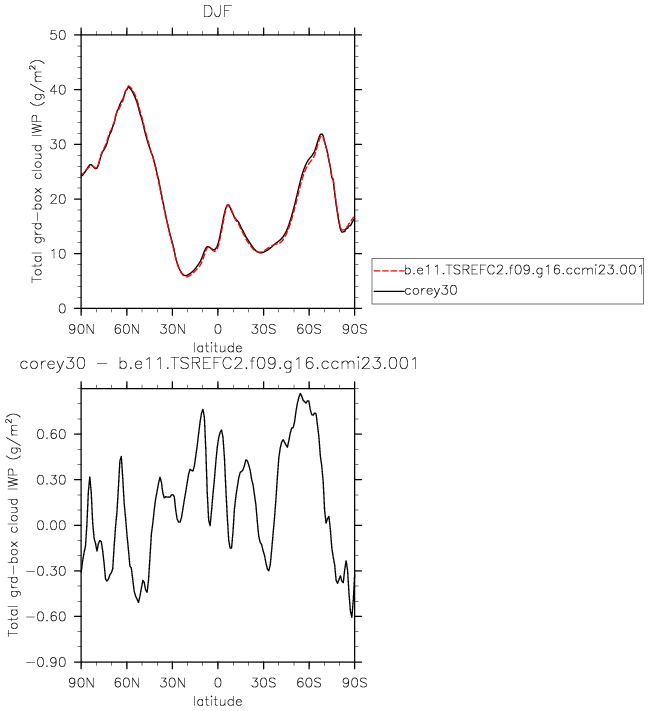 DJF
Total grd-box cloud IWP (g/m²)
50
40
30
20
10
0
90N 60N 30N 0 30S 60S 90S
latitude
b.e11.TSREFC2.f09.g16.ccmi23.001
corey30
corey30 - b.e11.TSREFC2.f09.g16.ccmi23.001
Total grd-box cloud IWP (g/m²)
0.60
0.30
0.00
-0.30
-0.60
-0.90
90N 60N 30N 0 30S 60S 90S
latitude